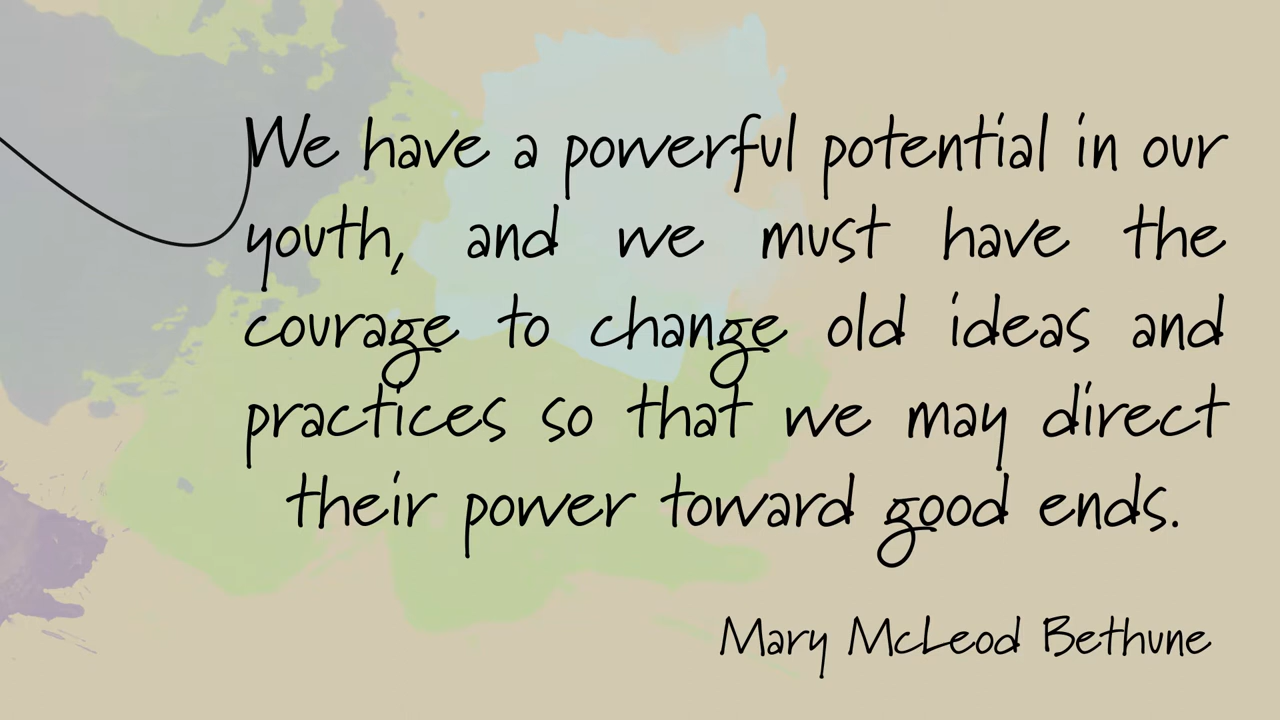 We have a powerful potential in our
youth, and we must have the
courage to change old ideas and
practices so that we may direct
their power toward good ends.
Mary McLeod Bethune